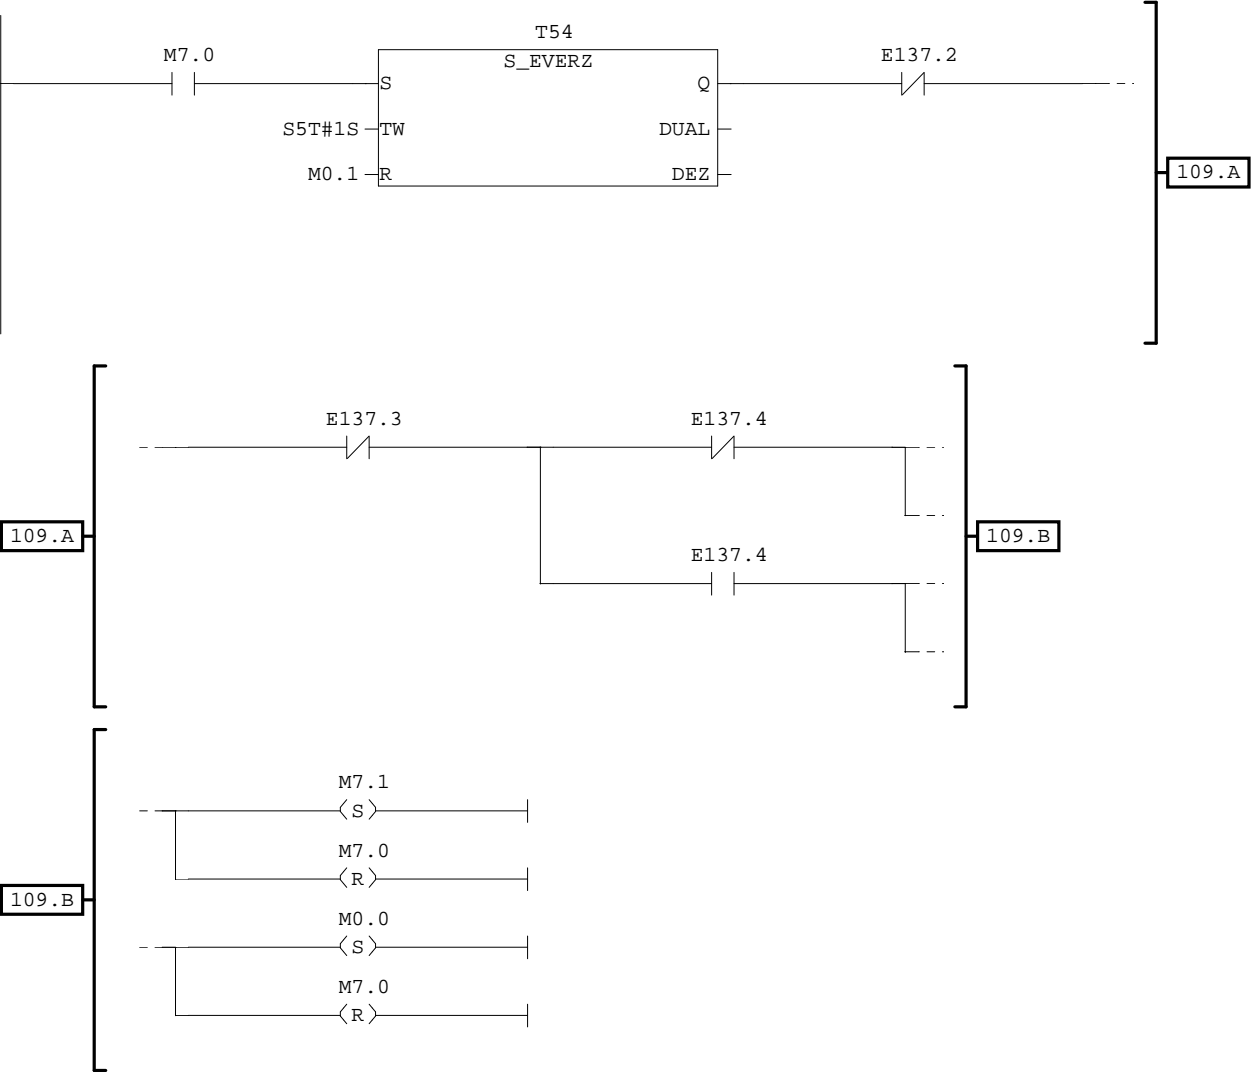 T54
M7.0
S_EVERZ
E137.2
S
Q
S5T#1S
TW
DUAL
M0.1
R
DEZ
109.A
E137.3
E137.4
109.A
109.B
E137.4
M7.1
S
M7.0
R
109.B
M0.0
S
M7.0
R